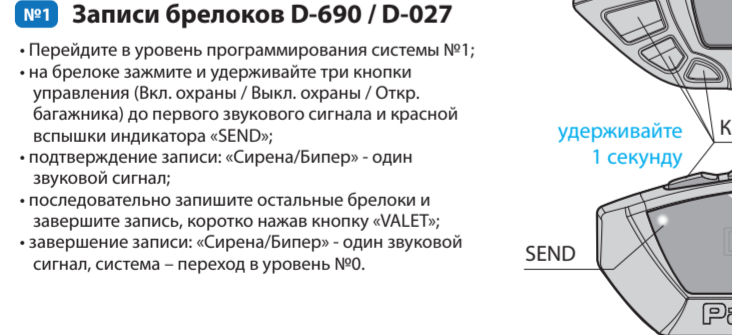 №1 Записи брелоков D-690 / D-027
• Перейдите в уровень программирования системы №1;
• на брелоке зажмите и удерживайте три кнопки
управления (Вкл. охраны / Выкл. охраны / Откр.
багажника) до первого звукового сигнала и красной
вспышки индикатора «SEND»;
• подтверждение записи: «Сирена/Бипер» - один
звуковой сигнал;
• последовательно запишите остальные брелоки и
завершите запись, коротко нажав кнопку «VALET»;
• завершение записи: «Сирена/Бипер» - один звуковой
сигнал, система – переход в уровень №0.
удерживайте
1 секунду
К
SEND